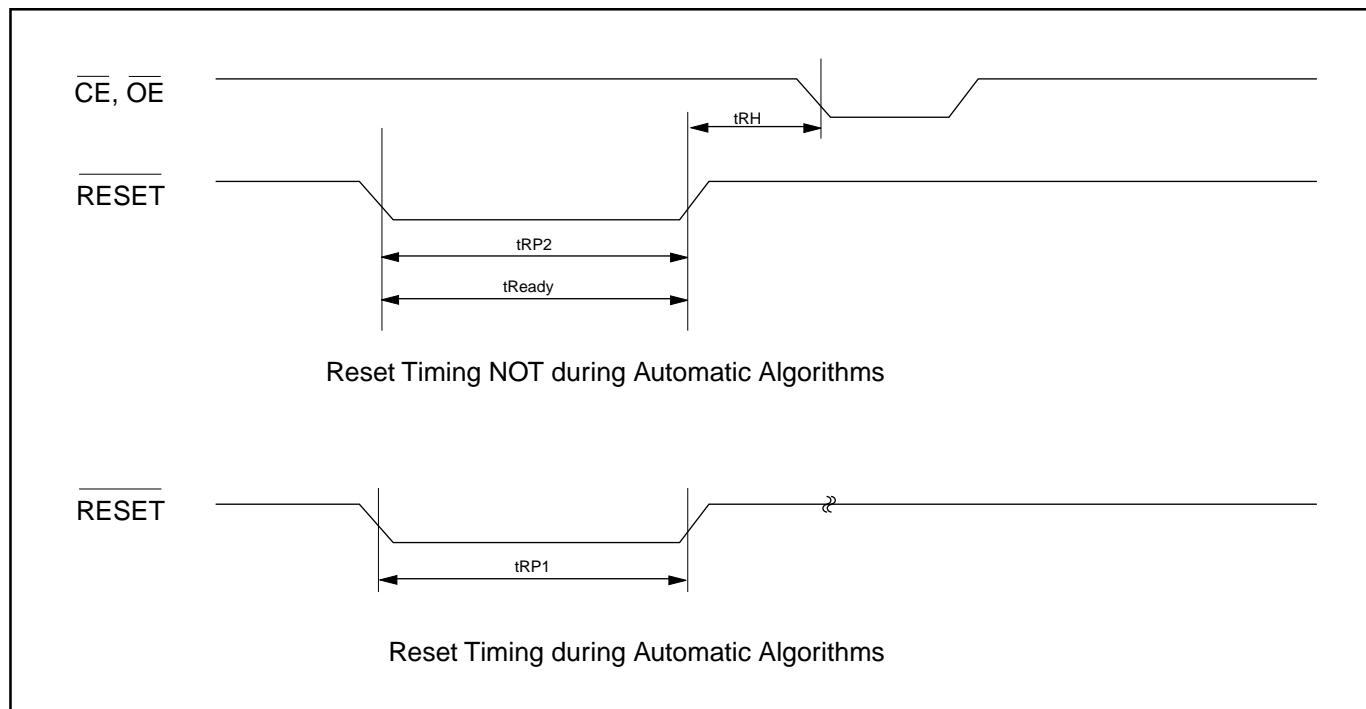 CE, OE
tRH
RESET
tRP2
tReady
Reset Timing NOT during Automatic Algorithms
RESET
tRP1
Reset Timing during Automatic Algorithms